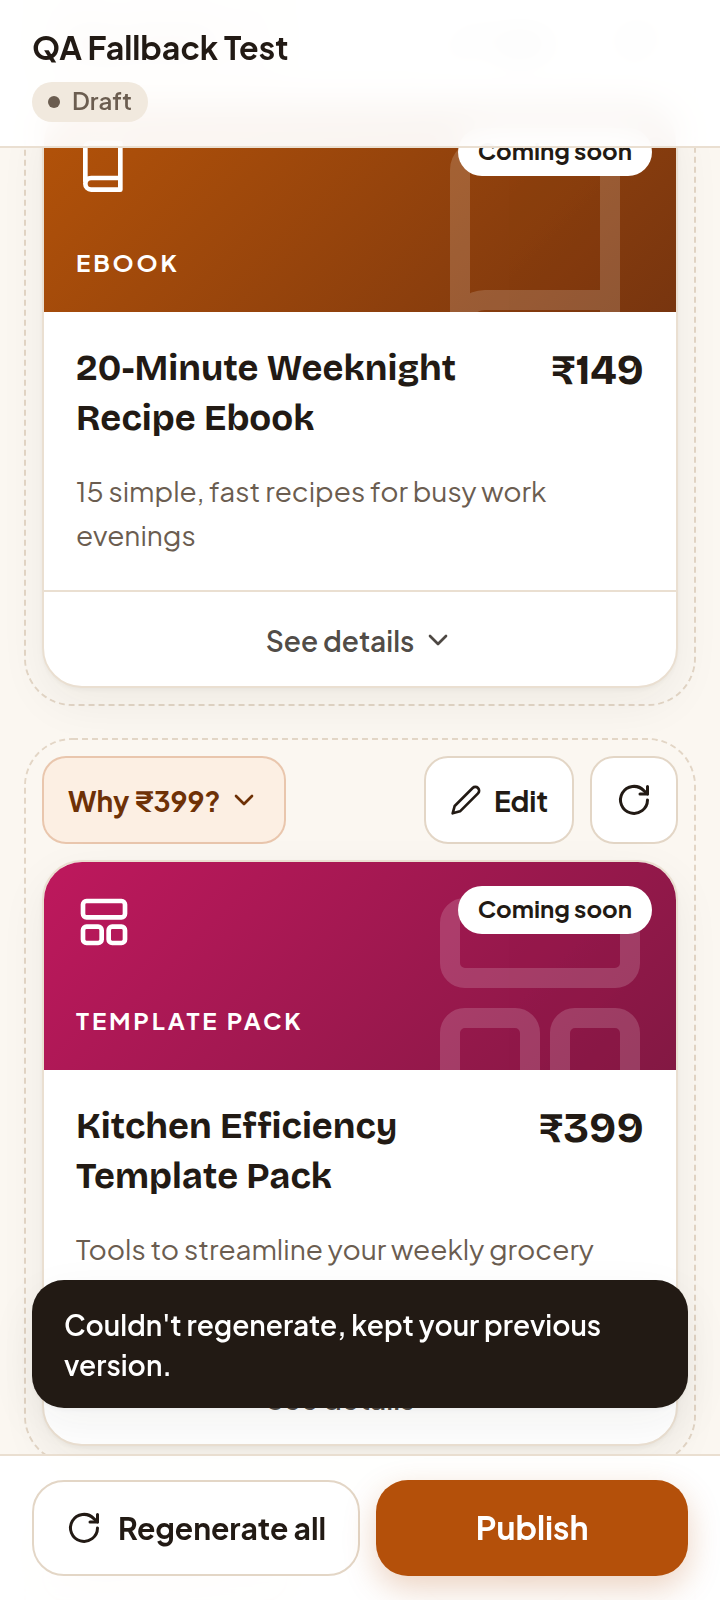 QA Fallback Test
Draft
Coming soon
EBOOK
20-Minute Weeknight
Recipe Ebook
₹149
15 simple, fast recipes for busy work
evenings
See details
Why ₹399?
Edit
Coming soon
TEMPLATE PACK
Kitchen Efficiency
Template Pack
₹399
Tools to streamline your weekly grocery
Couldn't regenerate, kept your previous
version.
Regenerate all
Publish